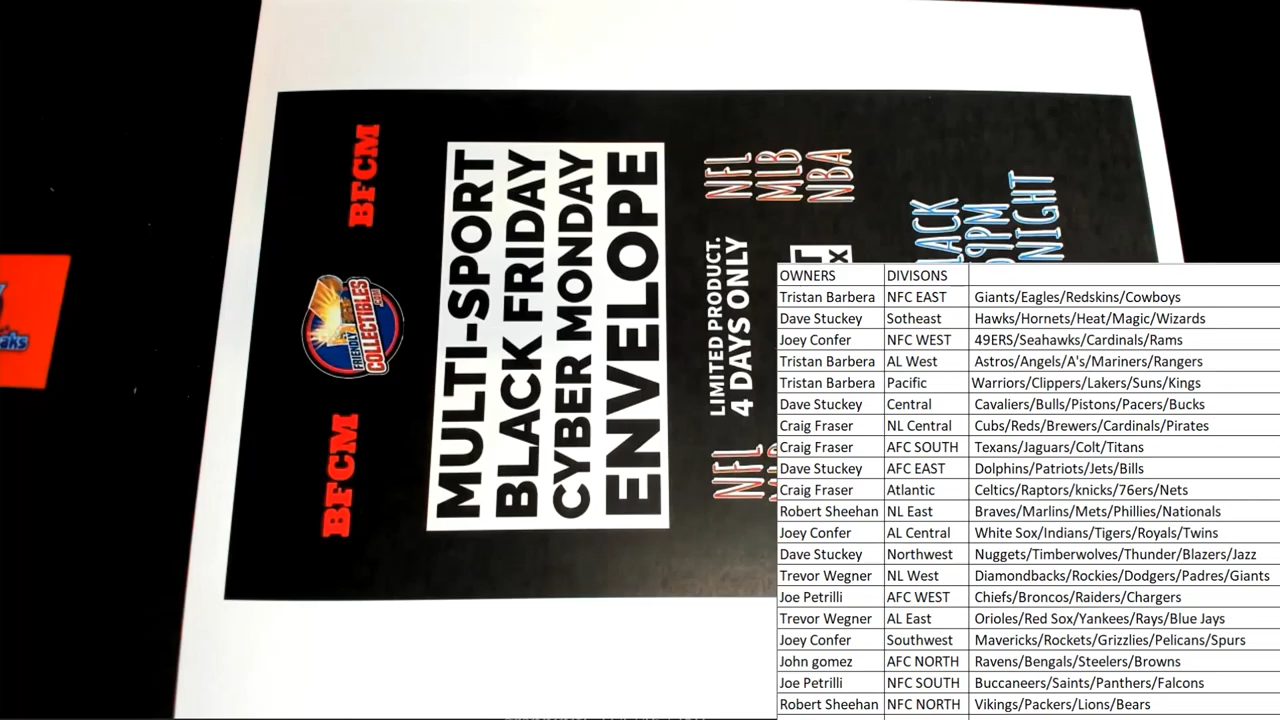 BFCM
BFCM
FRIENDLY
COLLECTIBLES
.COM
MULTI-SPORT
BLACK FRIDAY
CYBER MONDAY
ENVELOPE
LIMITED PRODUCT.
4 DAYS ONLY
NFL
MLB
NBA
NFL
9PM
OWNERS DIVISONS
Tristan Barbera NFC EAST Giants/Eagles/Redskins/Cowboys
Dave Stuckey Sotheast Hawks/Hornets/Heat/Magic/Wizards
Joey Confer NFC WEST 49ERS/Seahawks/Cardinals/Rams
Tristan Barbera AL West Astros/Angels/A's/Mariners/Rangers
Tristan Barbera Pacific Warriors/Clippers/Lakers/Suns/Kings
Dave Stuckey Central Cavaliers/Bulls/Pistons/Pacers/Bucks
Craig Fraser NL Central Cubs/Reds/Brewers/Cardinals/Pirates
Craig Fraser AFC SOUTH Texans/Jaguars/Colt/Titans
Dave Stuckey AFC EAST Dolphins/Patriots/Jets/Bills
Craig Fraser Atlantic Celtics/Raptors/knicks/76ers/Nets
Robert Sheehan NL East Braves/Marlins/Mets/Phillies/Nationals
Joey Confer AL Central White Sox/Indians/Tigers/Royals/Twins
Dave Stuckey Northwest Nuggets/Timberwolves/Thunder/Blazers/Jazz
Trevor Wegner NL West Diamondbacks/Rockies/Dodgers/Padres/Giants
Joe Petrilli AFC WEST Chiefs/Broncos/Raiders/Chargers
Trevor Wegner AL East Orioles/Red Sox/Yankees/Rays/Blue Jays
Joey Confer Southwest Mavericks/Rockets/Grizzlies/Pelicans/Spurs
John gomez AFC NORTH Ravens/Bengals/Steelers/Browns
Joe Petrilli NFC SOUTH Buccaneers/Saints/Panthers/Falcons
Robert Sheehan NFC NORTH Vikings/Packers/Lions/Bears